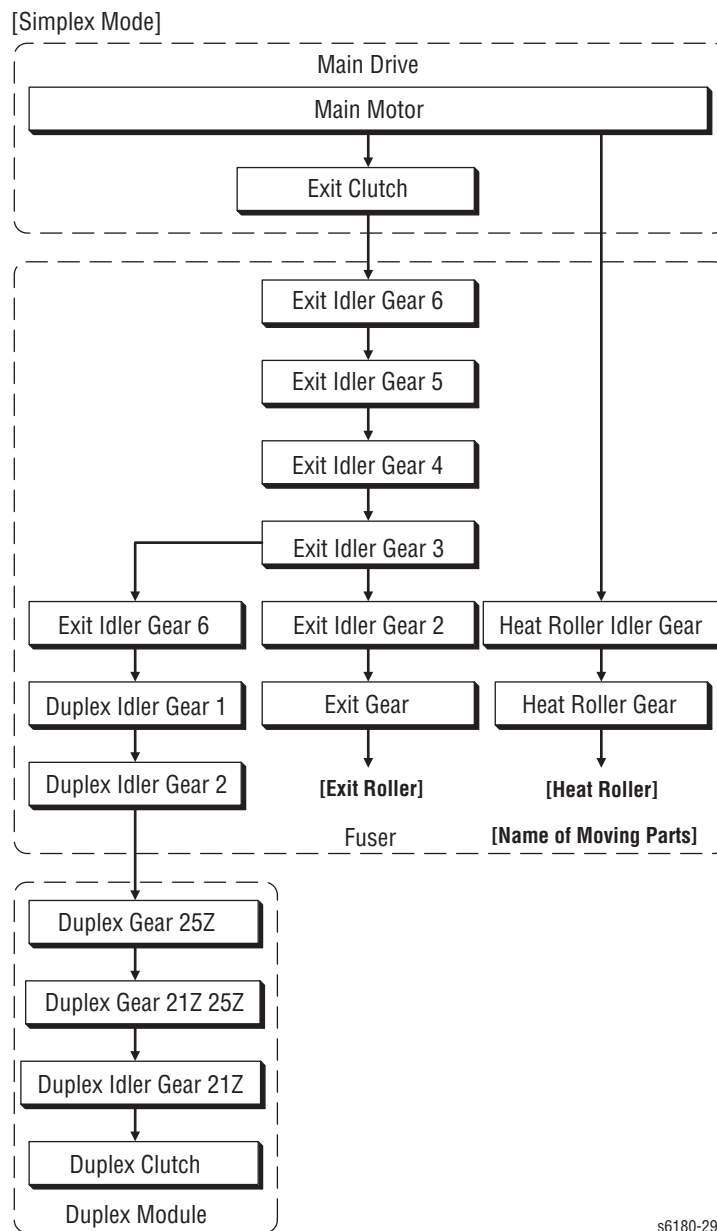 [Simplex Mode]
Main Drive
Main Motor
Exit Clutch
Exit Idler Gear 6
Exit Idler Gear 5
Exit Idler Gear 4
Exit Idler Gear 3
Exit Idler Gear 6
Exit Idler Gear 2
Heat Roller Idler Gear
Duplex Idler Gear 1
Exit Gear
Heat Roller Gear
Duplex Idler Gear 2
[Exit Roller]
[Heat Roller]
Fuser
[Name of Moving Parts]
Duplex Gear 25Z
Duplex Gear 21Z 25Z
Duplex Idler Gear 21Z
Duplex Clutch
Duplex Module
s6180-29